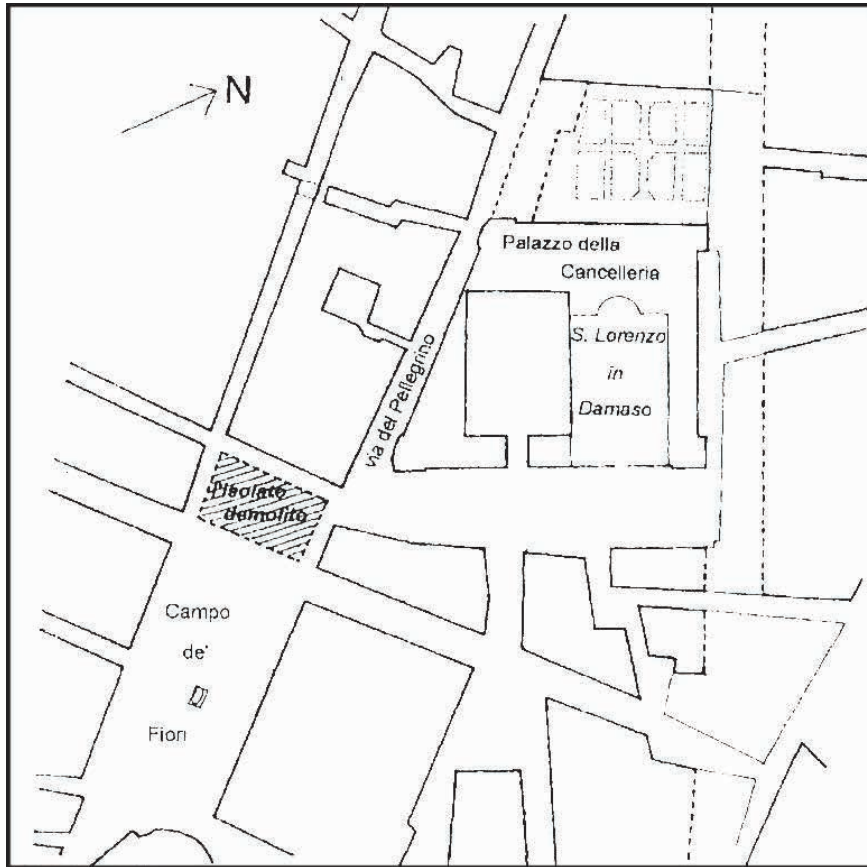 N
Palazzo della
Cancelleria
S. Lorenzo
in
Damaso
via del Pellegrino
l'Isolato
demolito
Campo
de'
Fiori